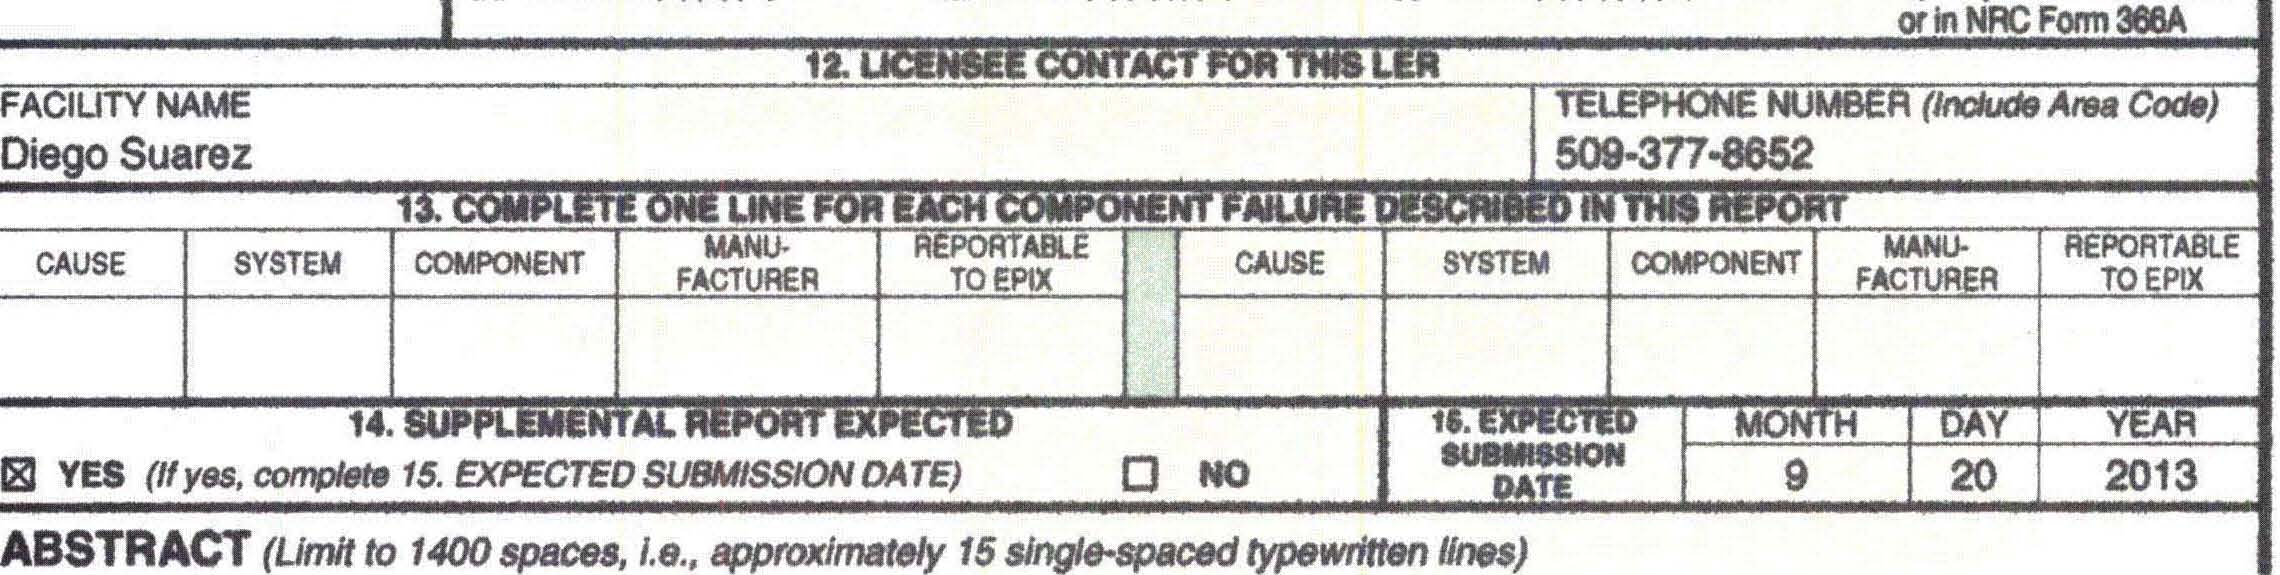 or in NRC Form 366A
12. LICENSEE CONTACT FOR THIS LER
FACILITY NAME
TELEPHONE NUMBER (Include Area Code)
Diego Suarez
509-377-8652
13. COMPLETE ONE LINE FOR EACH COMPONENT FAILURE DESCRIBED IN THIS REPORT
CAUSE SYSTEM COMPONENT MANU-FACTURER REPORTABLE TO EPIX CAUSE SYSTEM COMPONENT MANU-FACTURER REPORTABLE TO EPIX
14. SUPPLEMENTAL REPORT EXPECTED
☒ YES (If yes, complete 15. EXPECTED SUBMISSION DATE) ☐ NO
15. EXPECTED
SUBMISSION
DATE
MONTH DAY YEAR
9 20 2013
ABSTRACT (Limit to 1400 spaces, i.e., approximately 15 single-spaced typewritten lines)